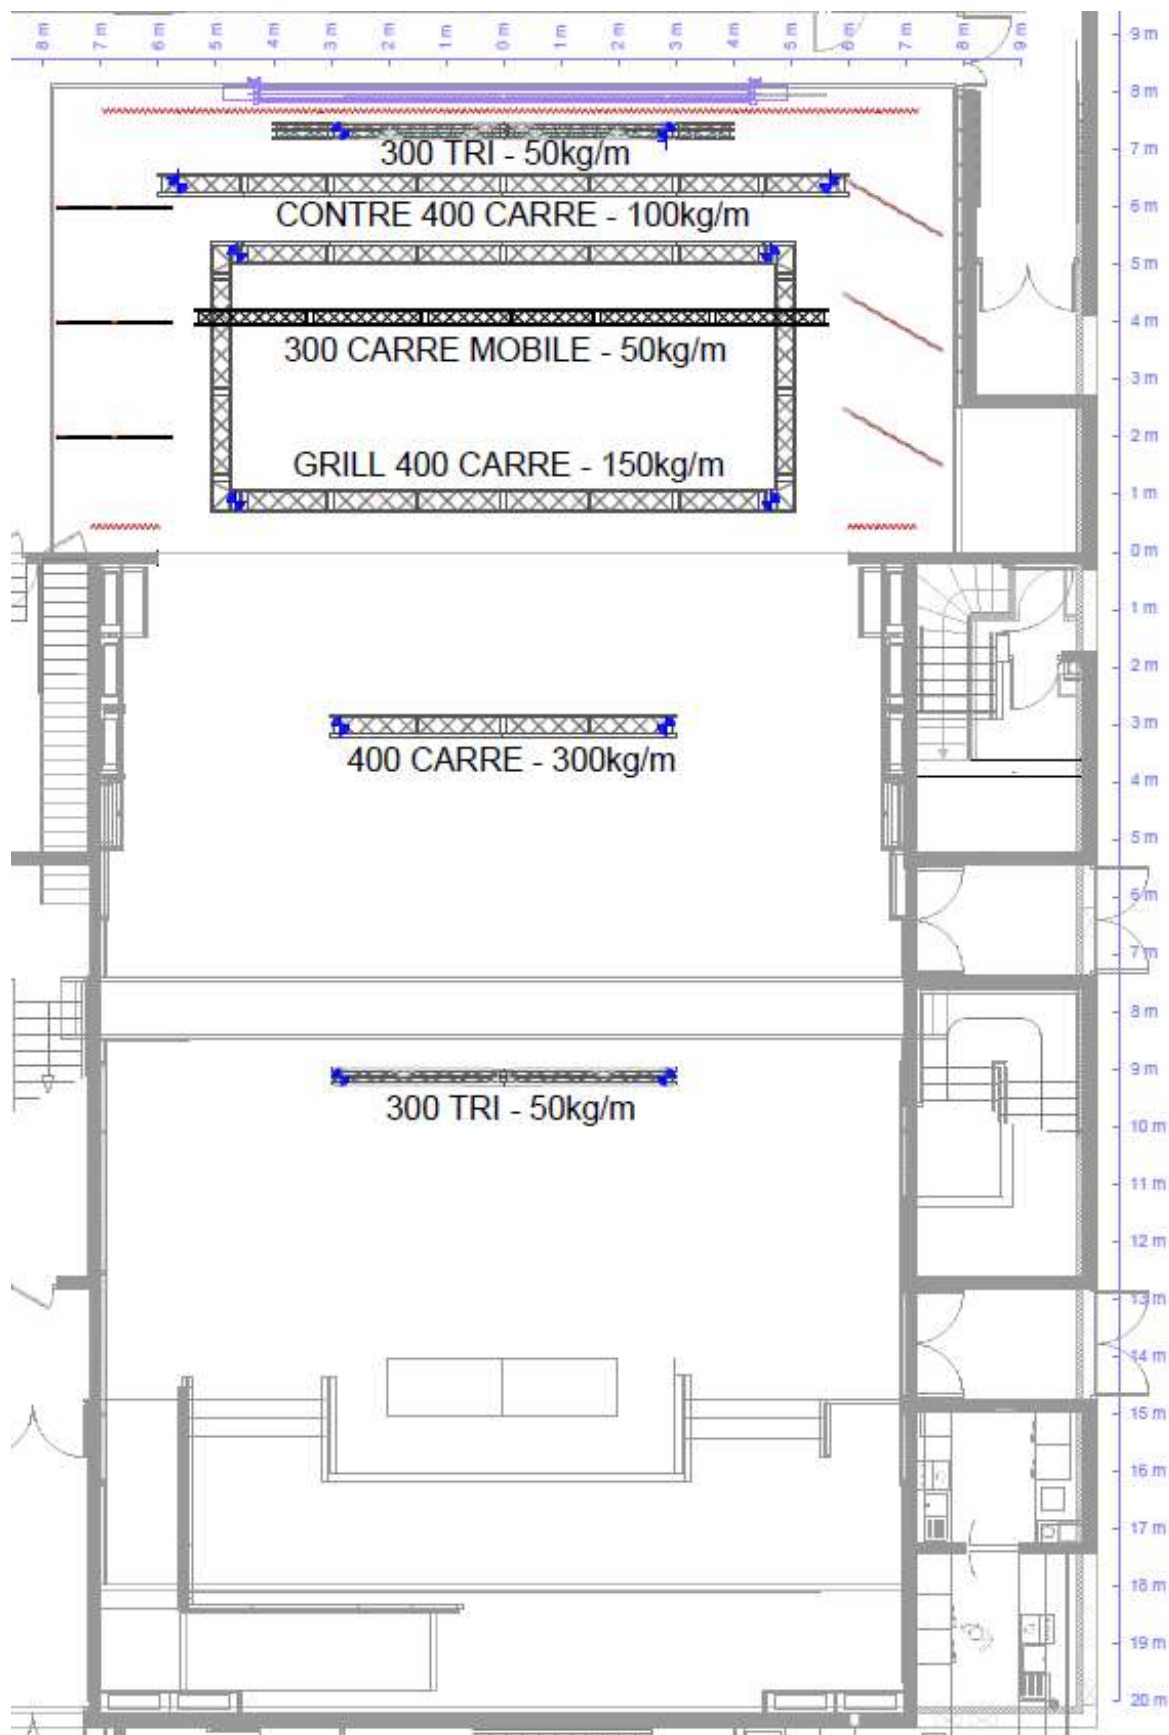 8 m 7 m 5 m 4 m 3 m 2 m 1 m 0 m 1 m 2 m 3 m 4 m 5 m 6 m 7 m 8 m 9 m
9 m
8 m
300 TRI - 50kg/m
7 m
CONTRE 400 CARRE - 100kg/m
6 m
5 m
4 m
300 CARRE MOBILE - 50kg/m
3 m
2 m
GRILL 400 CARRE - 150kg/m
1 m
0 m
1 m
2 m
3 m
400 CARRE - 300kg/m
4 m
5 m
6 m
7 m
8 m
9 m
300 TRI - 50kg/m
10 m
11 m
12 m
13 m
14 m
15 m
16 m
17 m
18 m
19 m
20 m